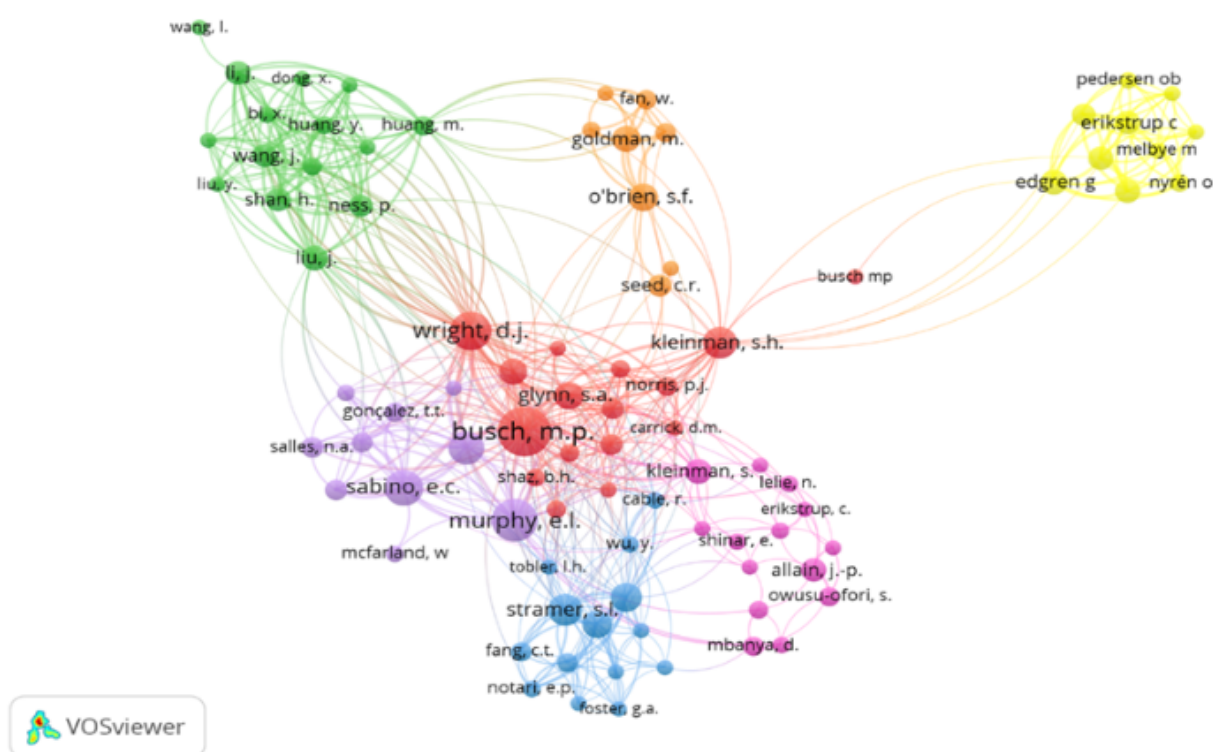 wang, l.
li, j.
dong, x.
bi, x.
huang, y.
huang, m.
wang, j.
liu, y.
shan, h.
ness, p.
liu, j.
fan, w.
goldman, m.
o'brien, s.f.
seed, c.r.
pedersen ob
erikstrup c
melbye m
edgren g
nyrén o
busch mp
wright, d.j.
kleinman, s.h.
glynn, s.a.
norris, p.j.
busch, m.p.
carrick, d.m.
shaz, b.h.
gonçalez, t.t.
salles, n.a.
sabino, e.c.
murphy, e.l.
mcfarland, w
kleinman, s.
lelie, n.
erikstrup, c.
shinar, e.
allain, j.-p.
owusu-ofori, s.
mbanya, d.
cable, r.
wu, y.
tobler, l.h.
stramer, s.l.
fang, c.t.
notari, e.p.
foster, g.a.
VOSviewer